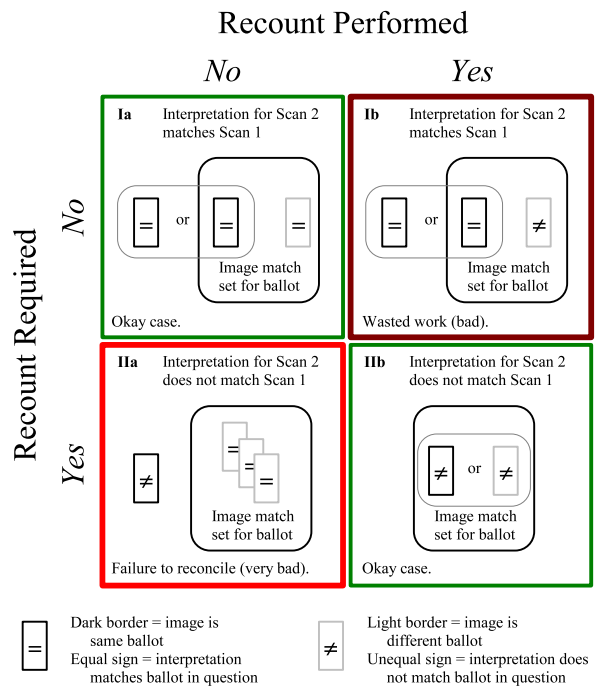 Recount Performed
No
Yes
Recount Required
No
Yes
Ia Interpretation for Scan 2
matches Scan 1
= or = =
Image match
set for ballot
Okay case.
Ib Interpretation for Scan 2
matches Scan 1
= or = ≠
Image match
set for ballot
Wasted work (bad).
IIa Interpretation for Scan 2
does not match Scan 1
≠ = = =
Image match
set for ballot
Failure to reconcile (very bad).
IIb Interpretation for Scan 2
does not match Scan 1
≠ or ≠
Image match
set for ballot
Okay case.
=
Dark border = image is
same ballot
Equal sign = interpretation
matches ballot in question
≠
Light border = image is
different ballot
Unequal sign = interpretation does
not match ballot in question